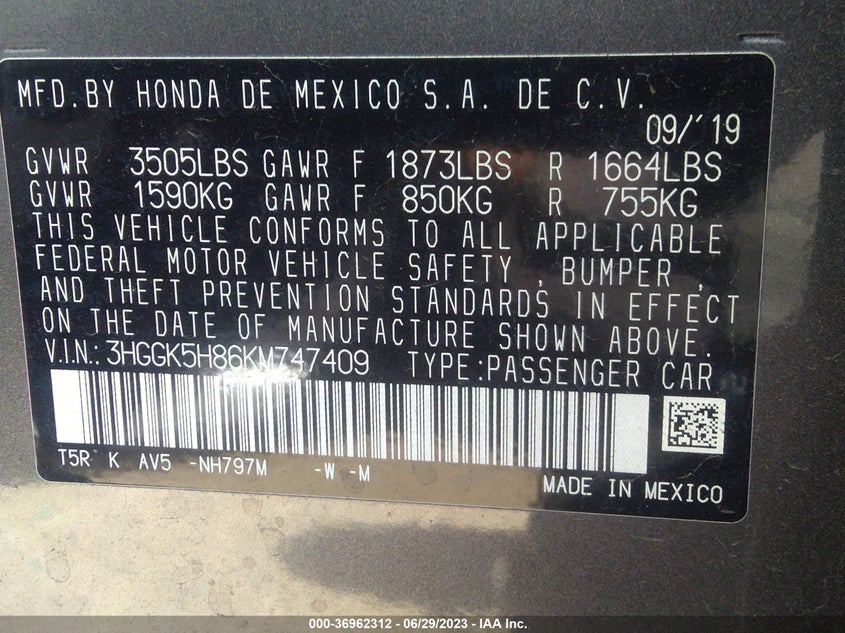 MFD.BY HONDA DE MEXICO S.A. DE C.V.
09/'19
GVWR 3505LBS GAWR F 1873LBS R 1664LBS
GVWR 1590KG GAWR F 850KG R 755KG
THIS VEHICLE CONFORMS TO ALL APPLICABLE
FEDERAL MOTOR VEHICLE SAFETY , BUMPER ,
AND THEFT PREVENTION STANDARDS IN EFFECT
ON THE DATE OF MANUFACTURE SHOWN ABOVE.
V.I.N.: 3HGGK5H86KM747409 TYPE:PASSENGER CAR
T5R K AV5 -NH797M -W -M
MADE IN MEXICO
000-36962312 / 06/29/2023 - IAA Inc.